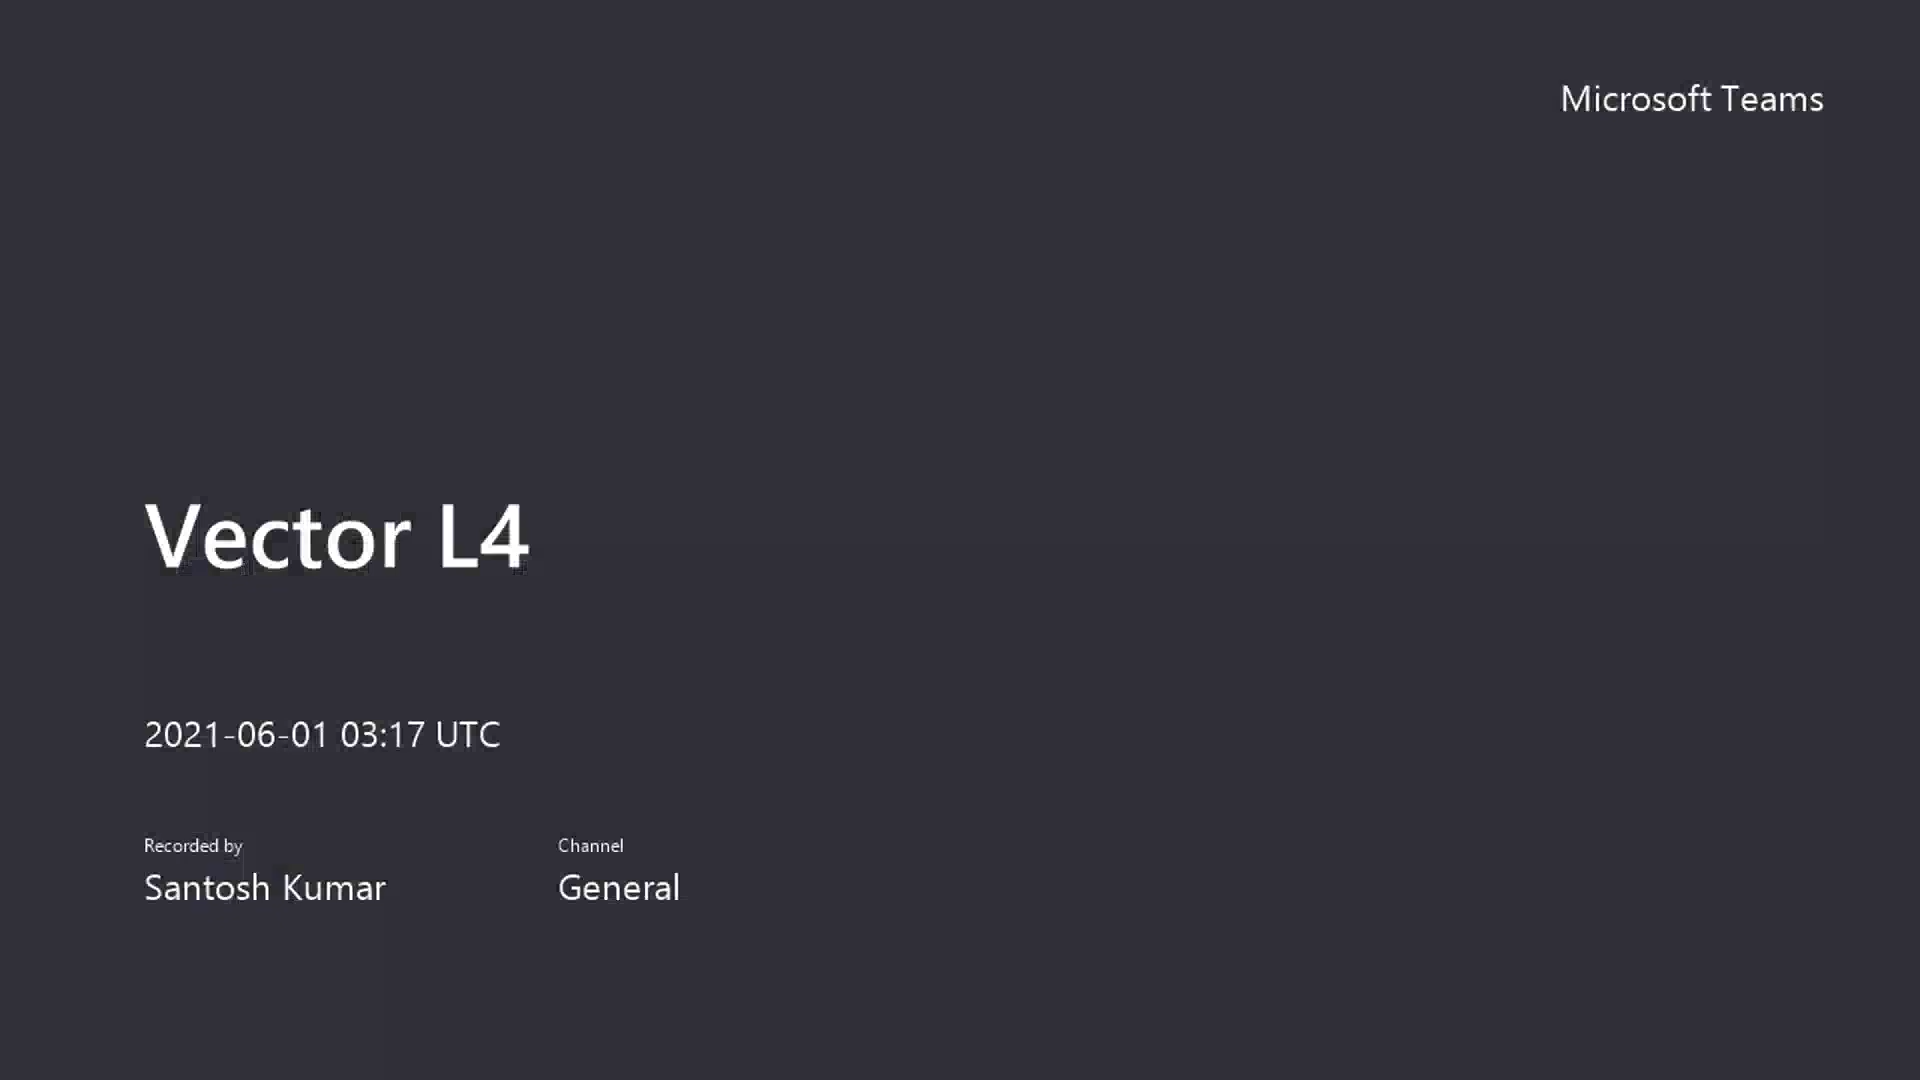 Microsoft Teams
Vector L4
2021-06-01 03:17 UTC
Recorded by
Santosh Kumar
Channel
General